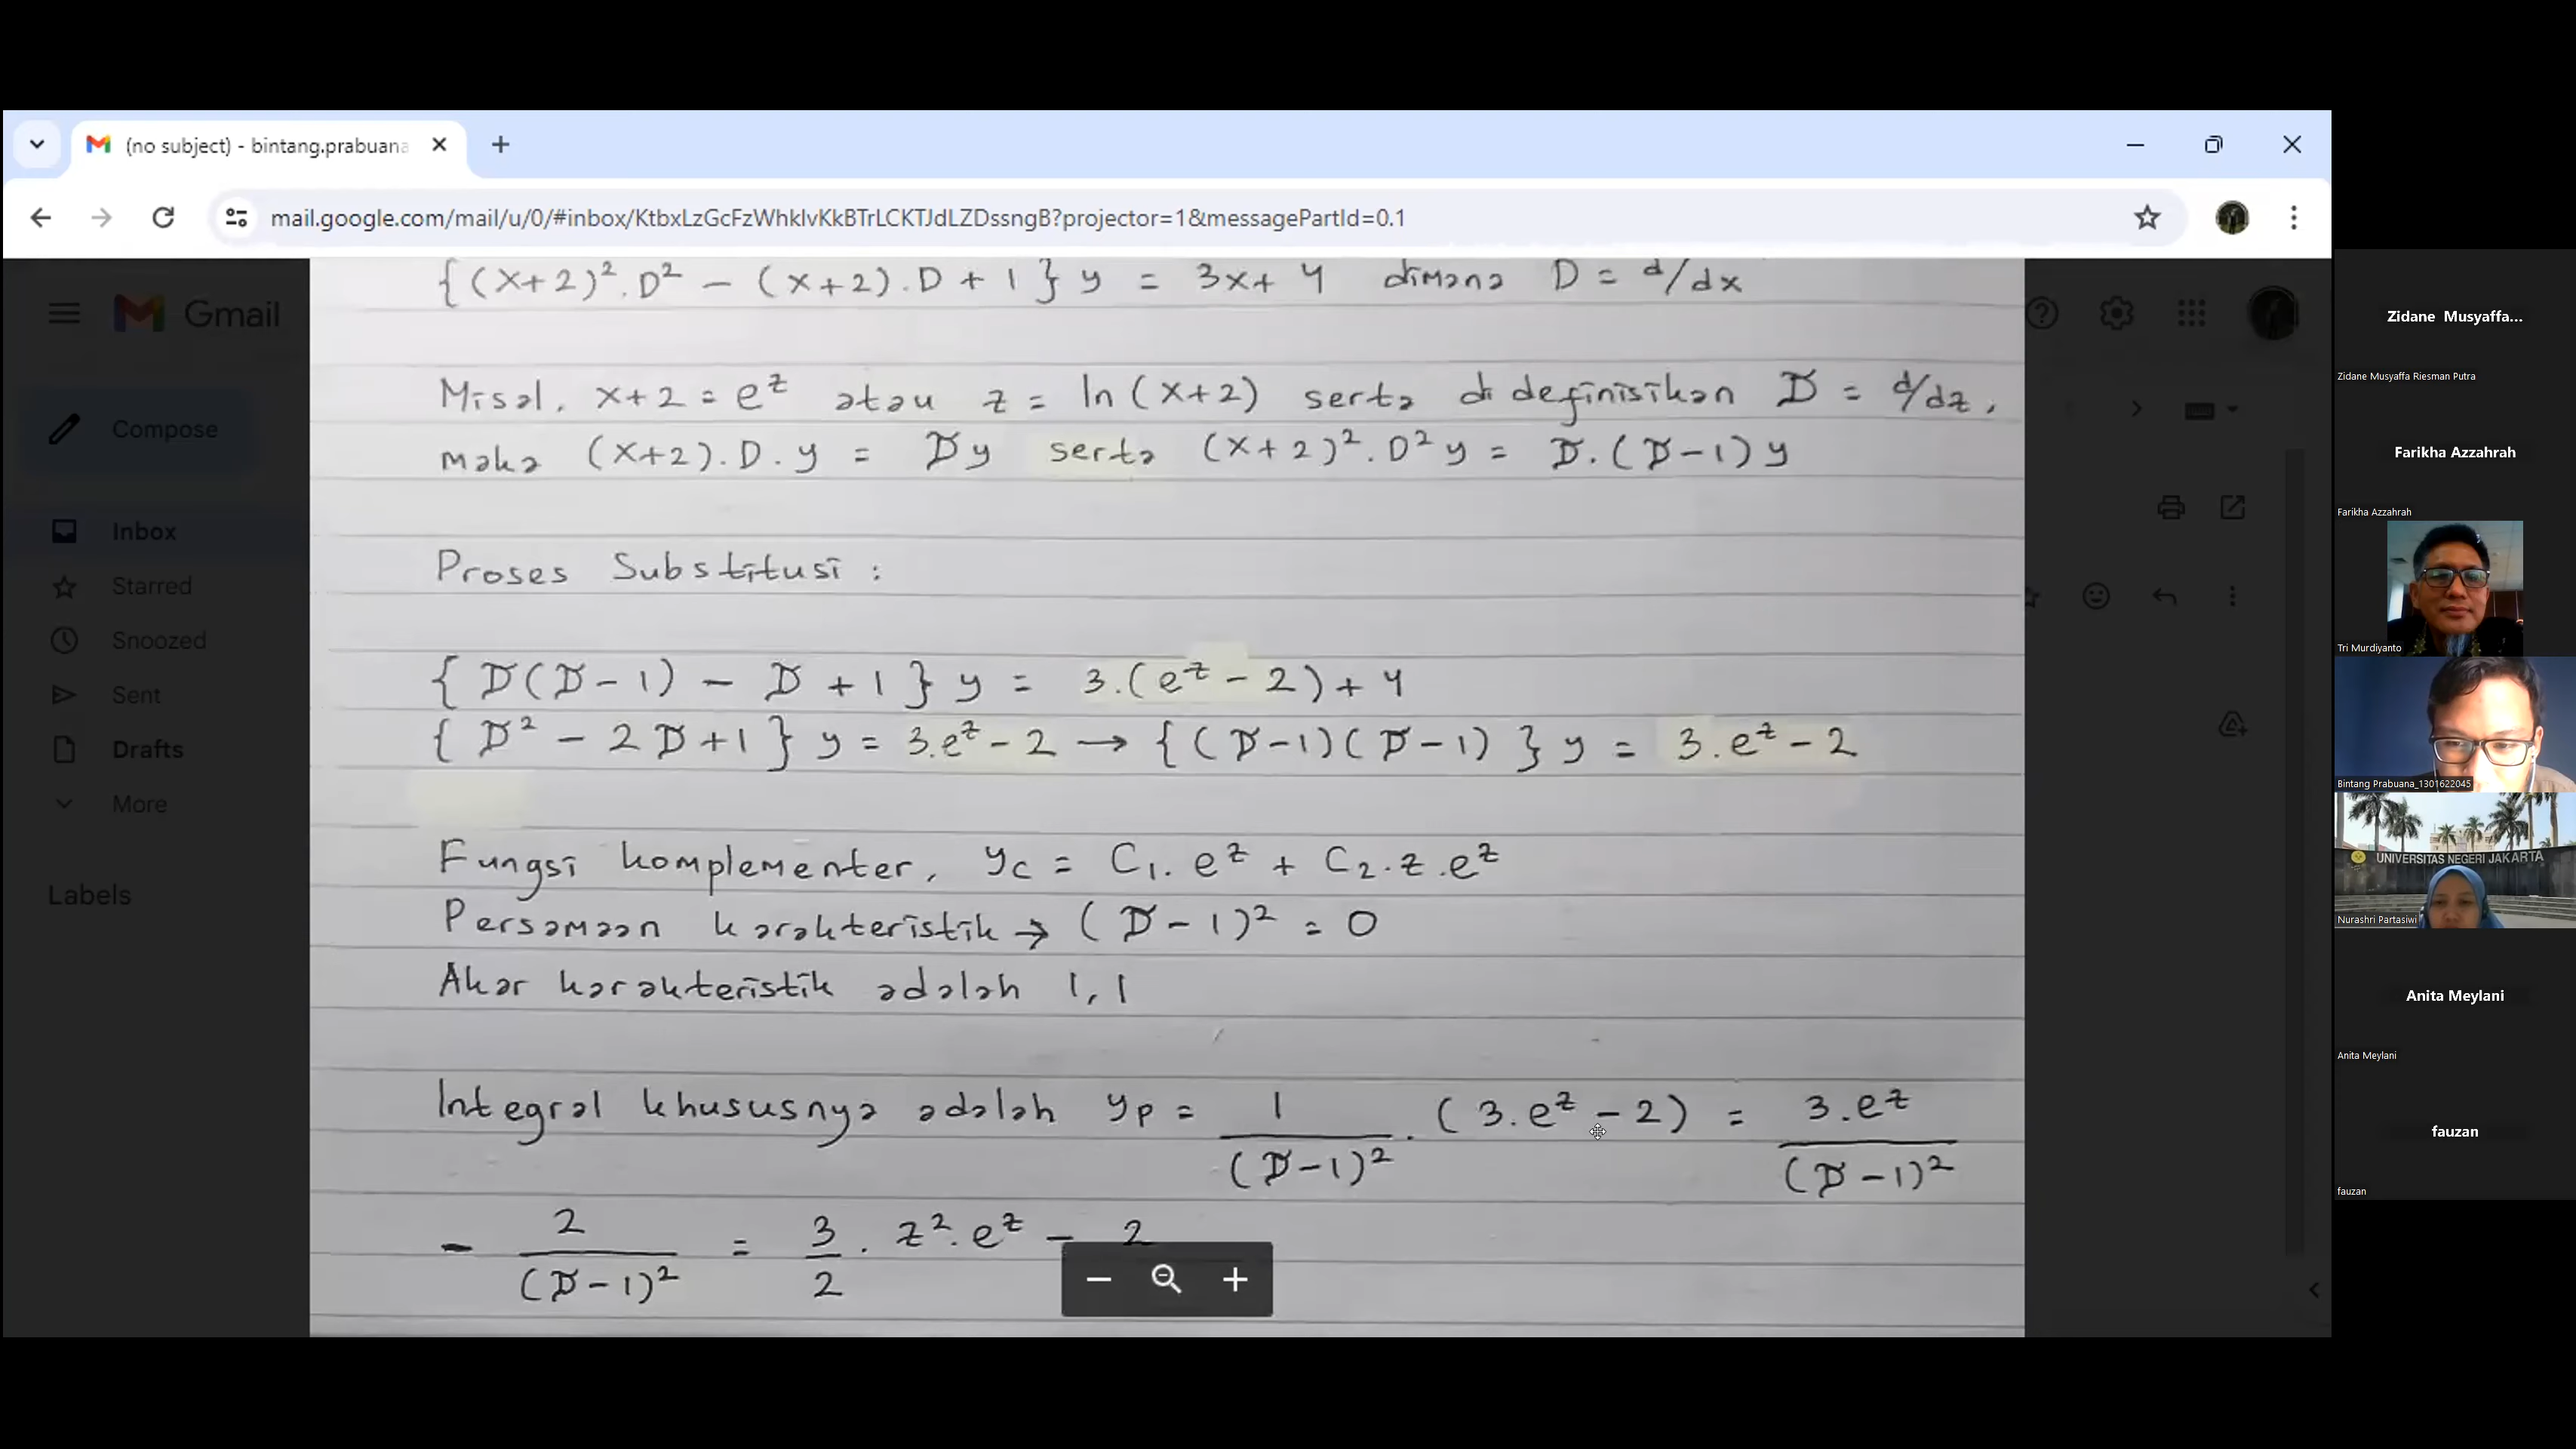 (no subject) - bintang.prabuana
mail.google.com/mail/u/0/#inbox/KtbxLzGcFzWhklvKkBTrLCKTJdLZDssngB?projector=1&messagePartId=0.1
Gmail
Compose
Inbox
Starred
Snoozed
Sent
Drafts
More
Labels
{(x+2)².D² − (x+2).D + 1} y = 3x + 4 dimana D = d/dx
Misal, x+2 = e^z atau z = ln(x+2) serta di definisikan 𝔇 = d/dz,
maka (x+2).D.y = 𝔇y serta (x+2)².D²y = 𝔇.(𝔇−1)y
Proses Substitusi :
{𝔇(𝔇−1) − 𝔇 + 1} y = 3.(e^z − 2) + 4
{𝔇² − 2𝔇 + 1} y = 3.e^z − 2 → {(𝔇−1)(𝔇−1)} y = 3.e^z − 2
Fungsi komplementer, yc = C₁.e^z + C₂.z.e^z
Persamaan karakteristik → (𝔇−1)² = 0
Akar karakteristik adalah 1, 1
Integral khususnya adalah yp = 1/(𝔇−1)² . (3.e^z − 2) = 3.e^z/(𝔇−1)²
− 2/(𝔇−1)² = 3/2 . z².e^z − 2
Zidane Musyaffa...
Zidane Musyaffa Riesman Putra
Farikha Azzahrah
Farikha Azzahrah
Tri Murdiyanto
Bintang Prabuana_1301622045
UNIVERSITAS NEGERI JAKARTA
Nurashri Partasiwi
Anita Meylani
Anita Meylani
fauzan
fauzan